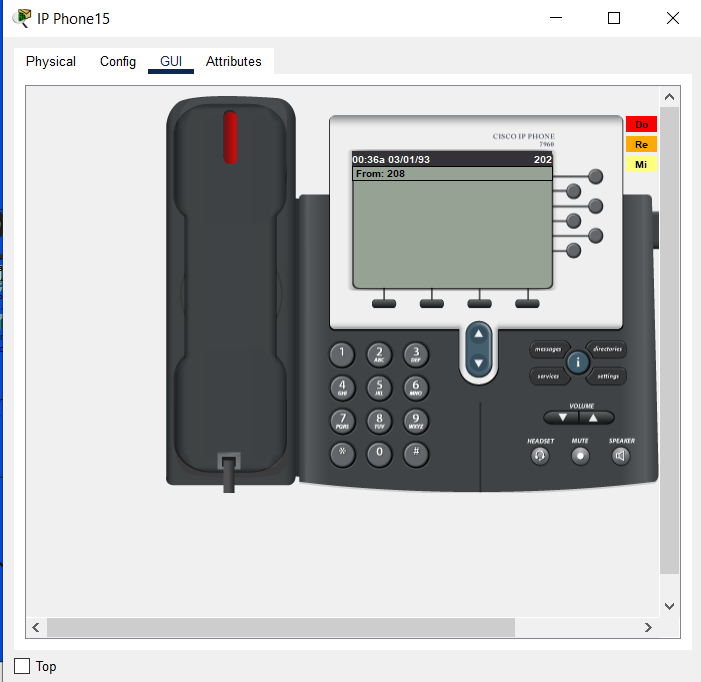 IP Phone15
Physical Config GUI Attributes
CISCO IP PHONE
7960
Do
Re
Mi
00:36a 03/01/93 202
From: 208
1 2 ABC 3 DEF
4 GHI 5 JKL 6 MNO
7 PQRS 8 TUV 9 WXYZ
* 0 #
messages directories
i
services settings
VOLUME
HEADSET MUTE SPEAKER
Top